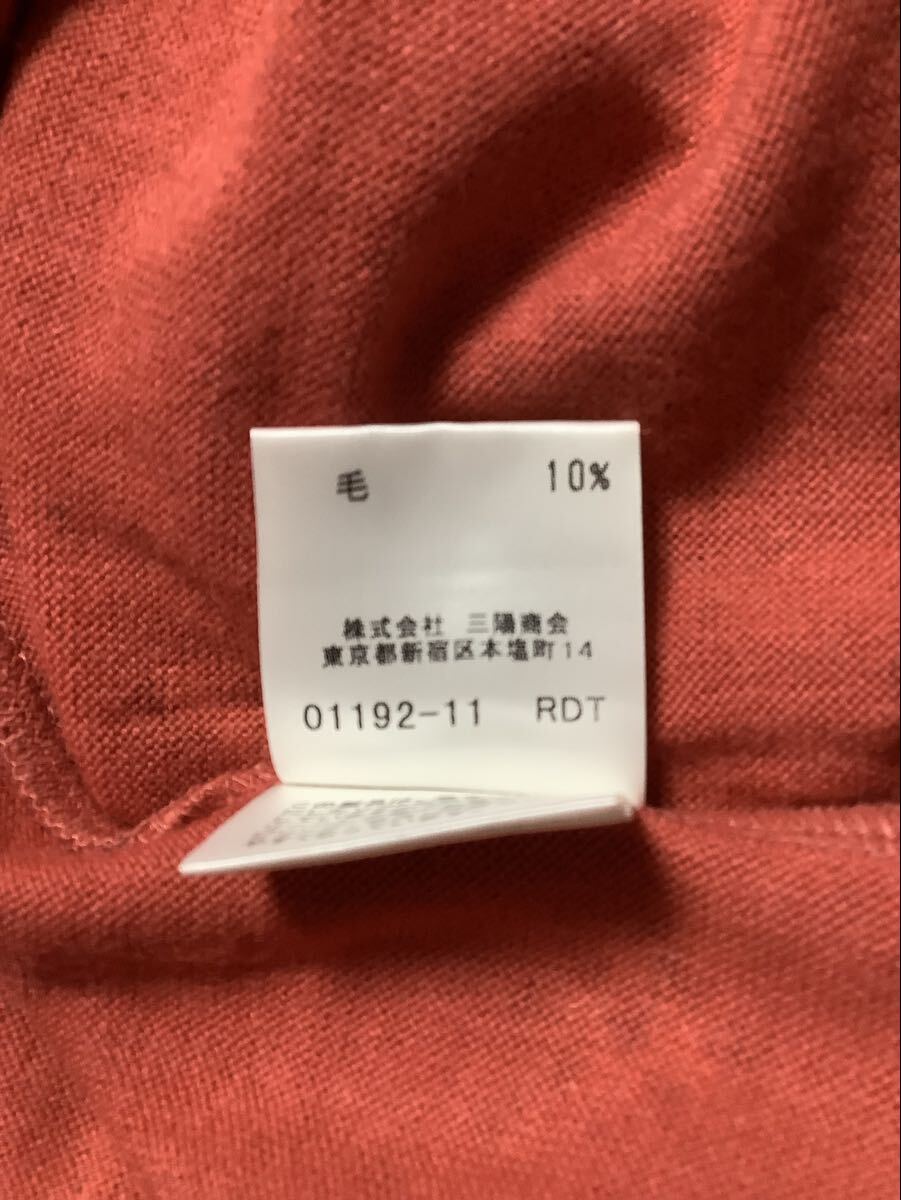 毛 10%
株式会社 三陽商会
東京都新宿区本塩町14
01192-11 RDT